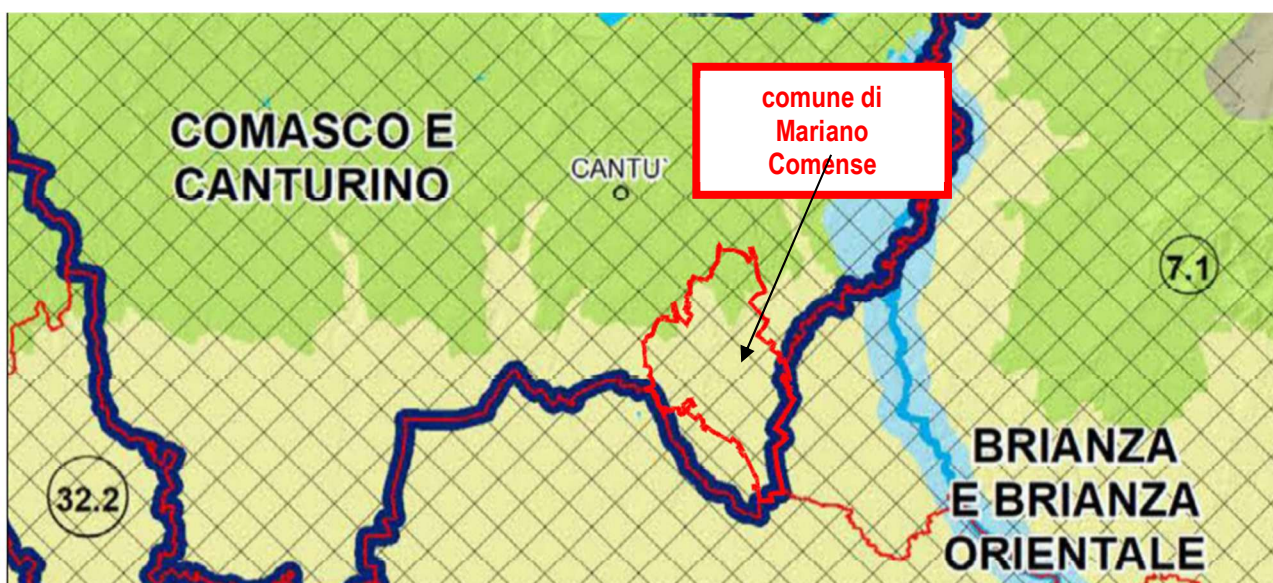 COMASCO E
CANTURINO
CANTU`
comune di
Mariano
Comense
7.1
32.2
BRIANZA
E BRIANZA
ORIENTALE